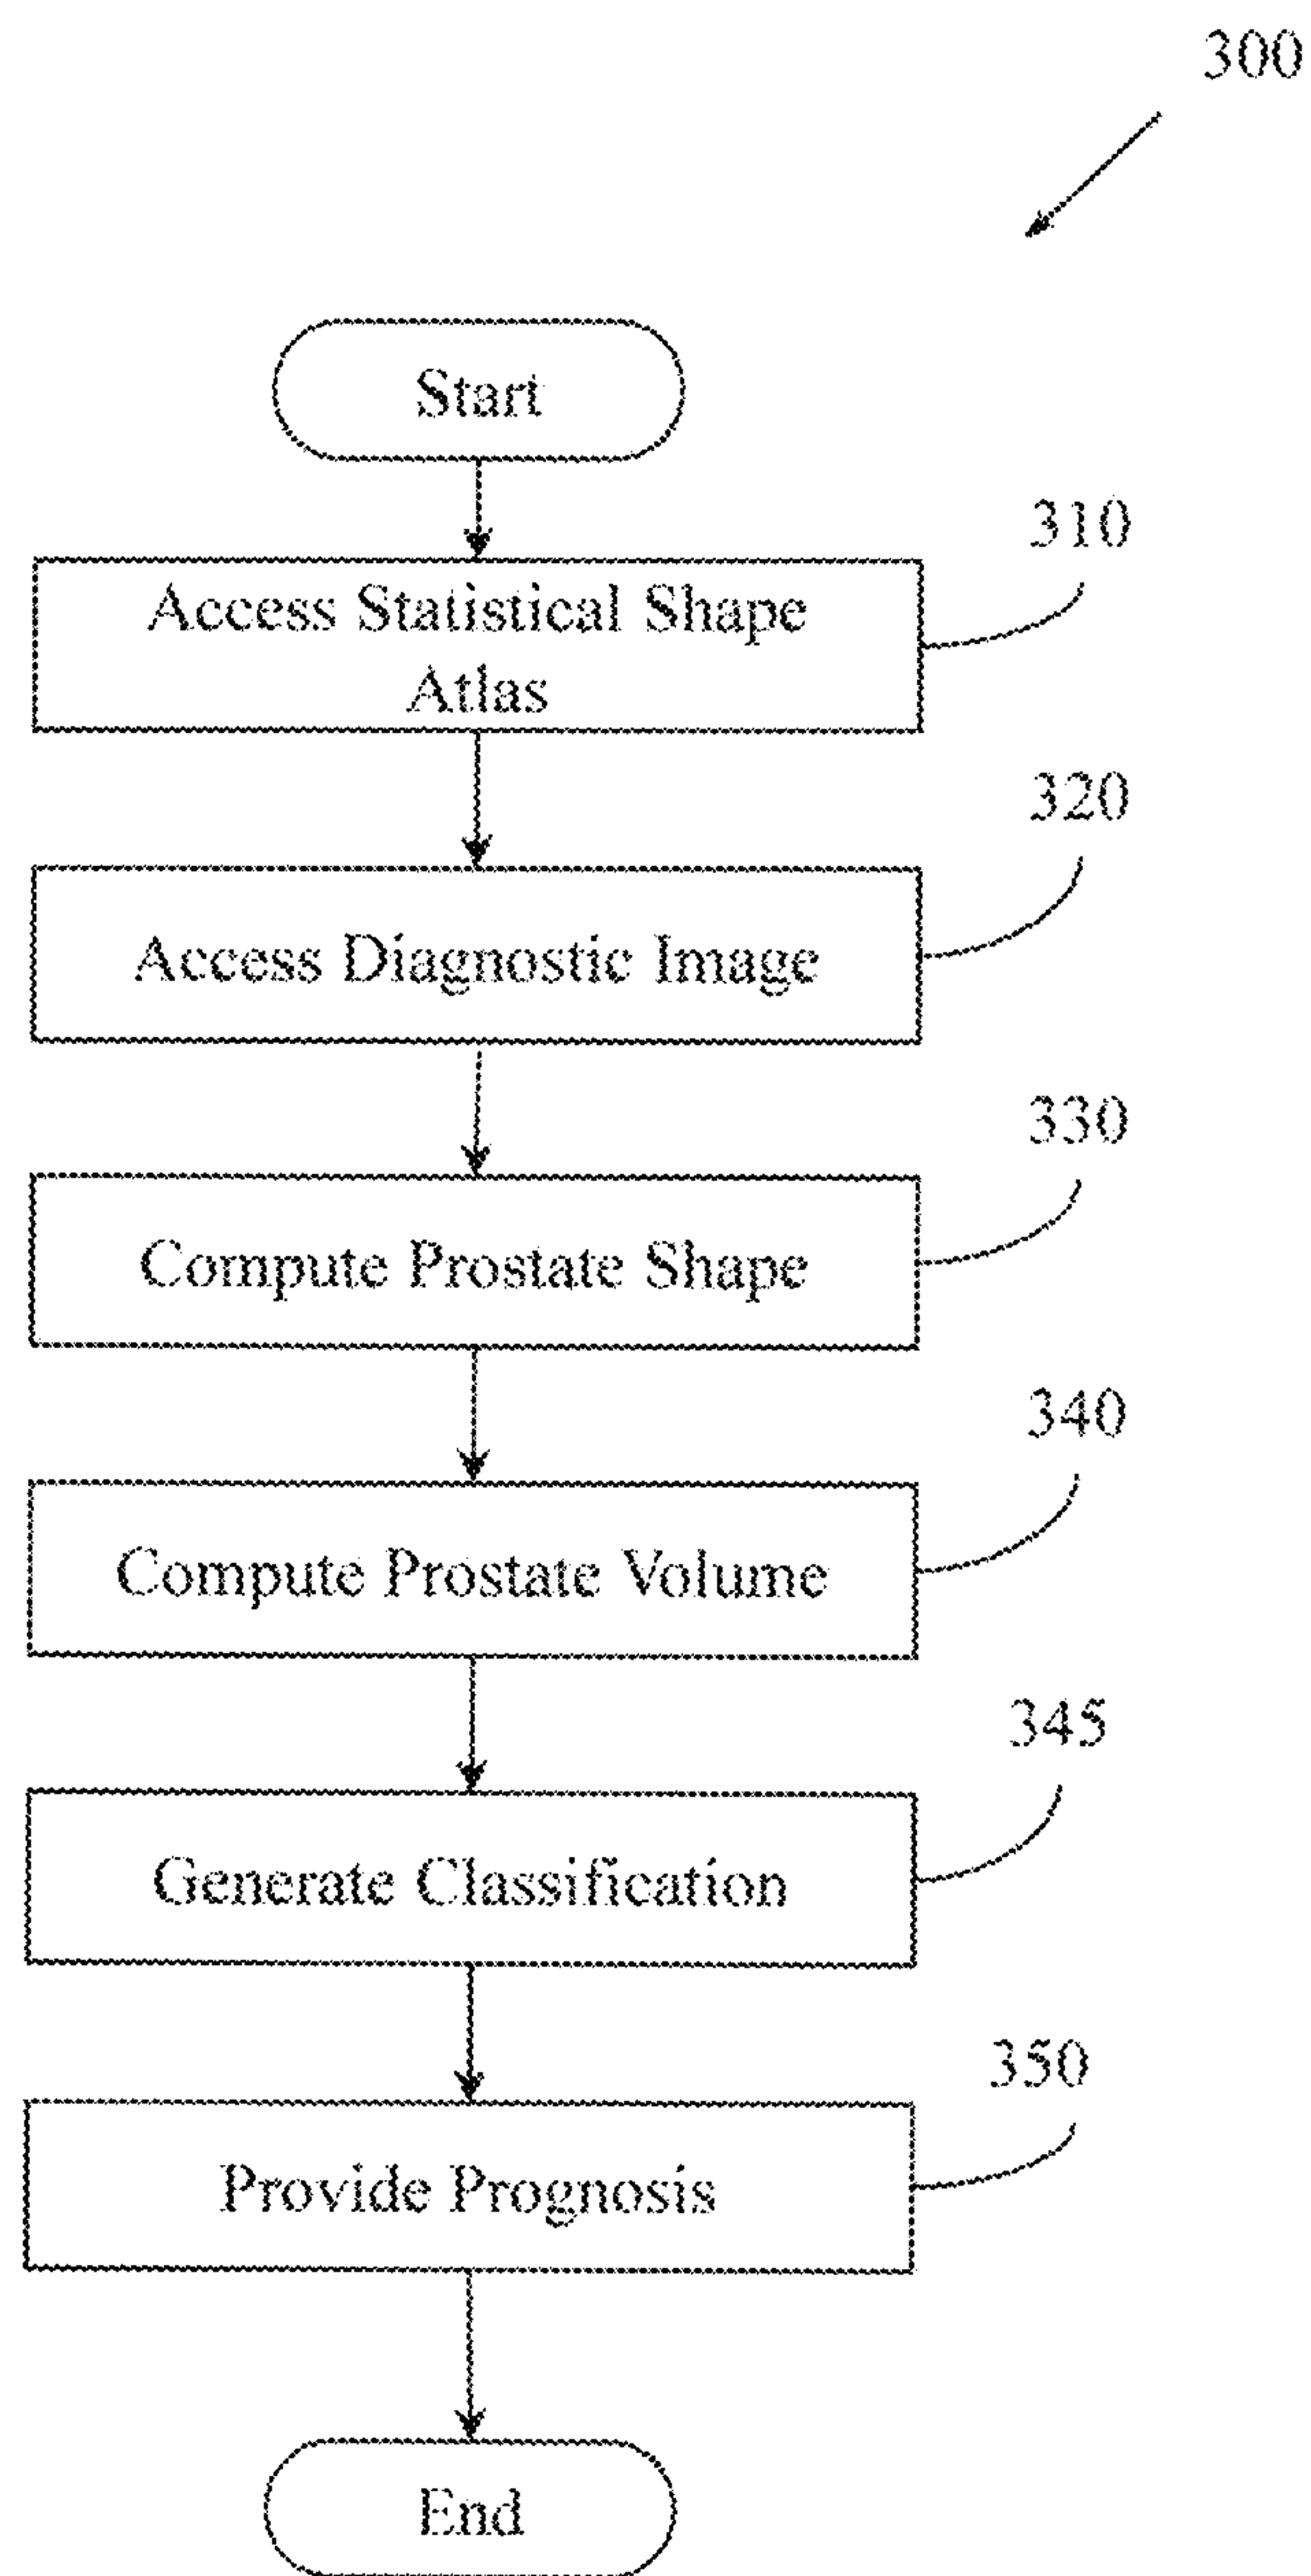 300
Start
310
Access Statistical Shape
Atlas
320
Access Diagnostic Image
330
Compute Prostate Shape
340
Compute Prostate Volume
345
Generate Classification
350
Provide Prognosis
End